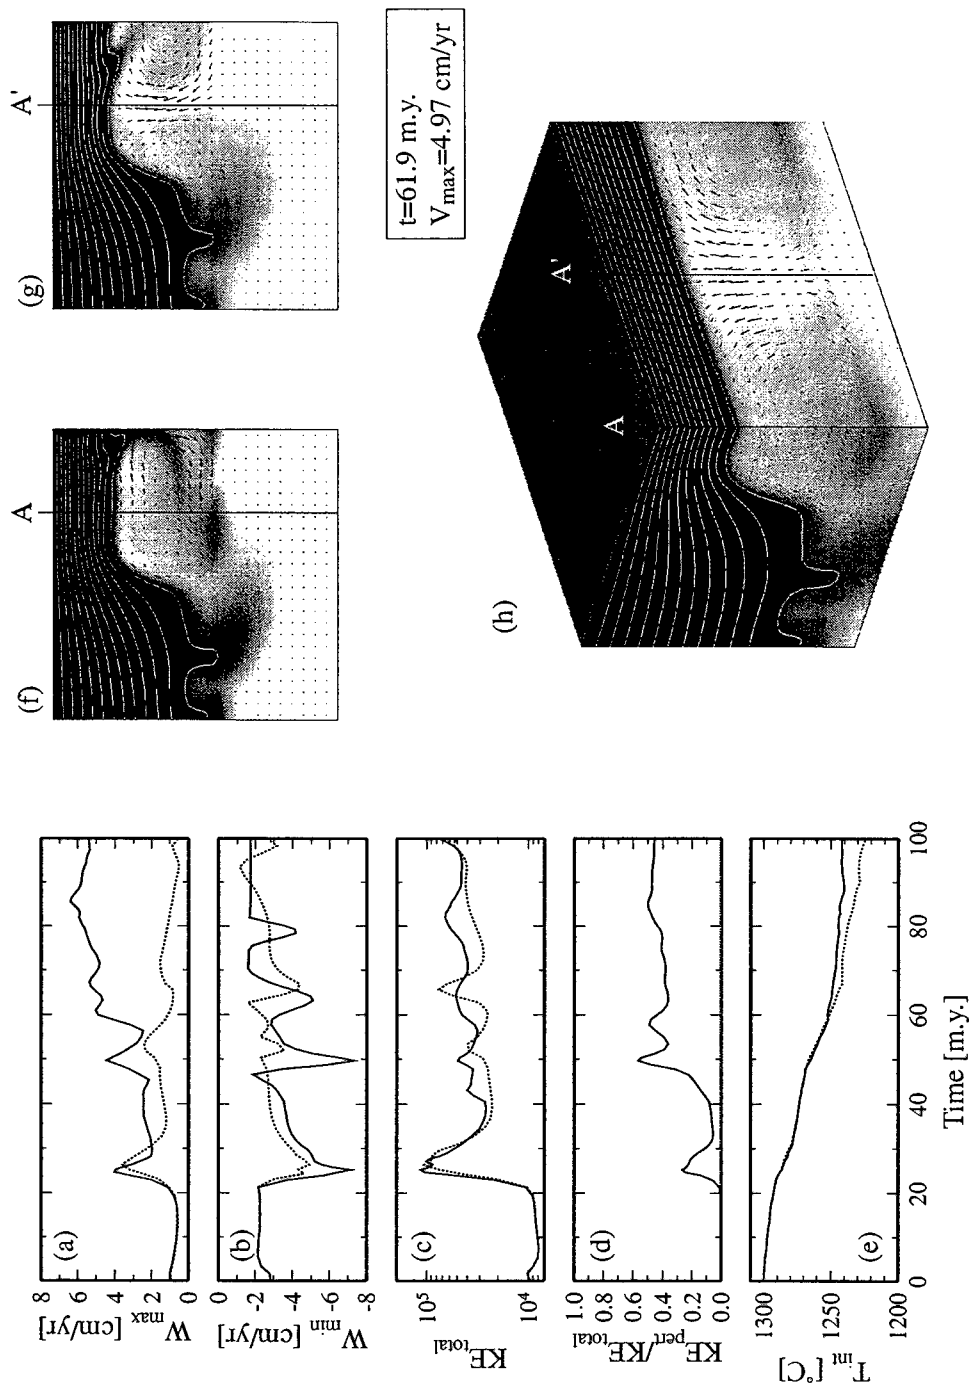 (a)
8
6
4
2
0
W_max [cm/yr]
(b)
0
-2
-4
-6
-8
W_min [cm/yr]
(c)
10^5
10^4
KE_total
(d)
1.0
0.8
0.6
0.4
0.2
0.0
KE_pert/KE_total
(e)
1300
1250
1200
T_int [°C]
0
20
40
60
80
100
Time [m.y.]
(f)
A
(g)
A'
t=61.9 m.y.
V_max=4.97 cm/yr
(h)
A
A'